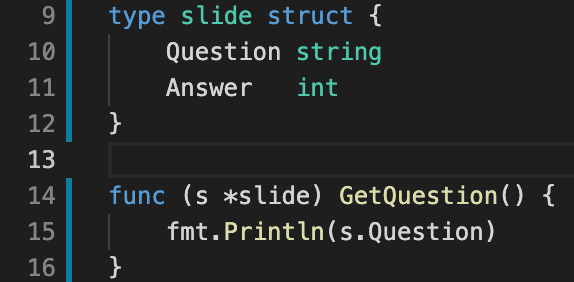 9 type slide struct {
10 Question string
11 Answer int
12 }
13
14 func (s *slide) GetQuestion() {
15 fmt.Println(s.Question)
16 }